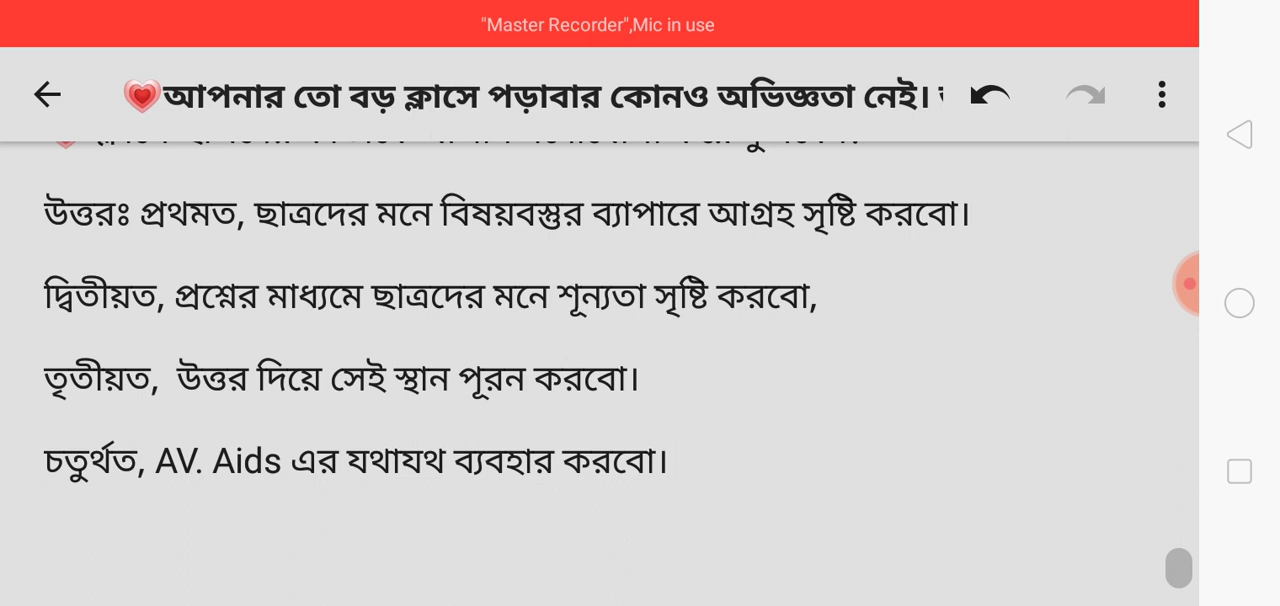 "Master Recorder",Mic in use
আপনার তো বড় ক্লাসে পড়াবার কোনও অভিজ্ঞতা নেই।
উত্তরঃ প্রথমত, ছাত্রদের মনে বিষয়বস্তুর ব্যাপারে আগ্রহ সৃষ্টি করবো।
দ্বিতীয়ত, প্রশ্নের মাধ্যমে ছাত্রদের মনে শূন্যতা সৃষ্টি করবো,
তৃতীয়ত, উত্তর দিয়ে সেই স্থান পূরন করবো।
চতুর্থত, AV. Aids এর যথাযথ ব্যবহার করবো।